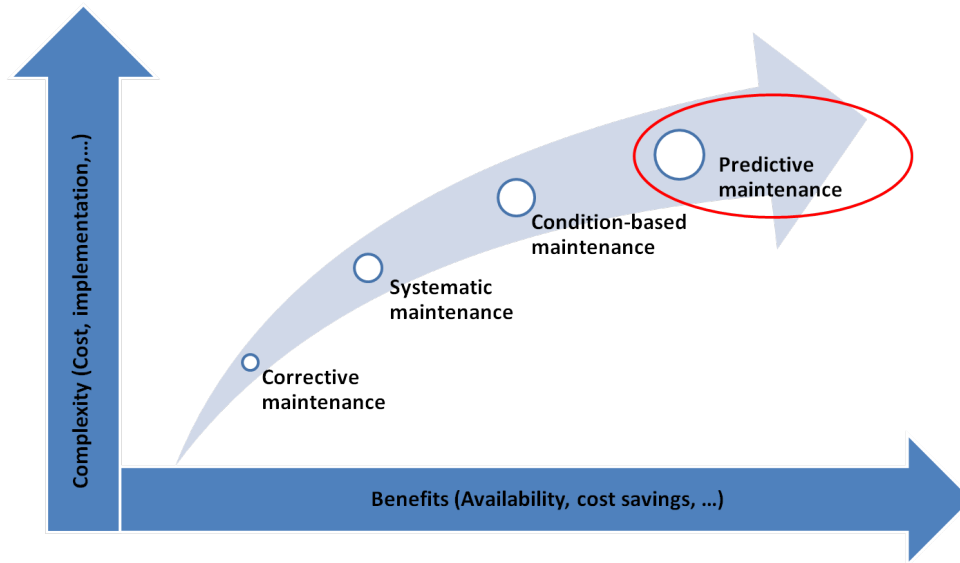 Complexity (Cost, implementation,...)
Predictive
maintenance
Condition-based
maintenance
Systematic
maintenance
Corrective
maintenance
Benefits (Availability, cost savings, ...)